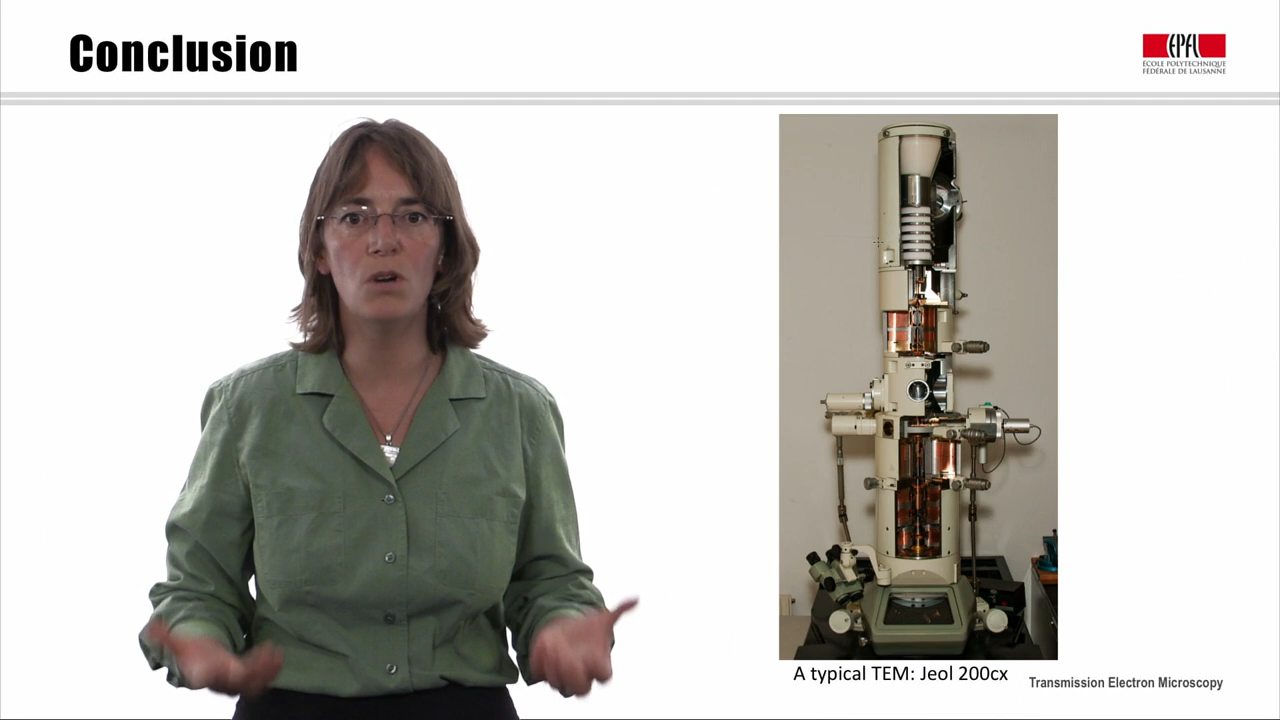 Conclusion
EPFL
ÉCOLE POLYTECHNIQUE
FÉDÉRALE DE LAUSANNE
A typical TEM: Jeol 200cx
Transmission Electron Microscopy